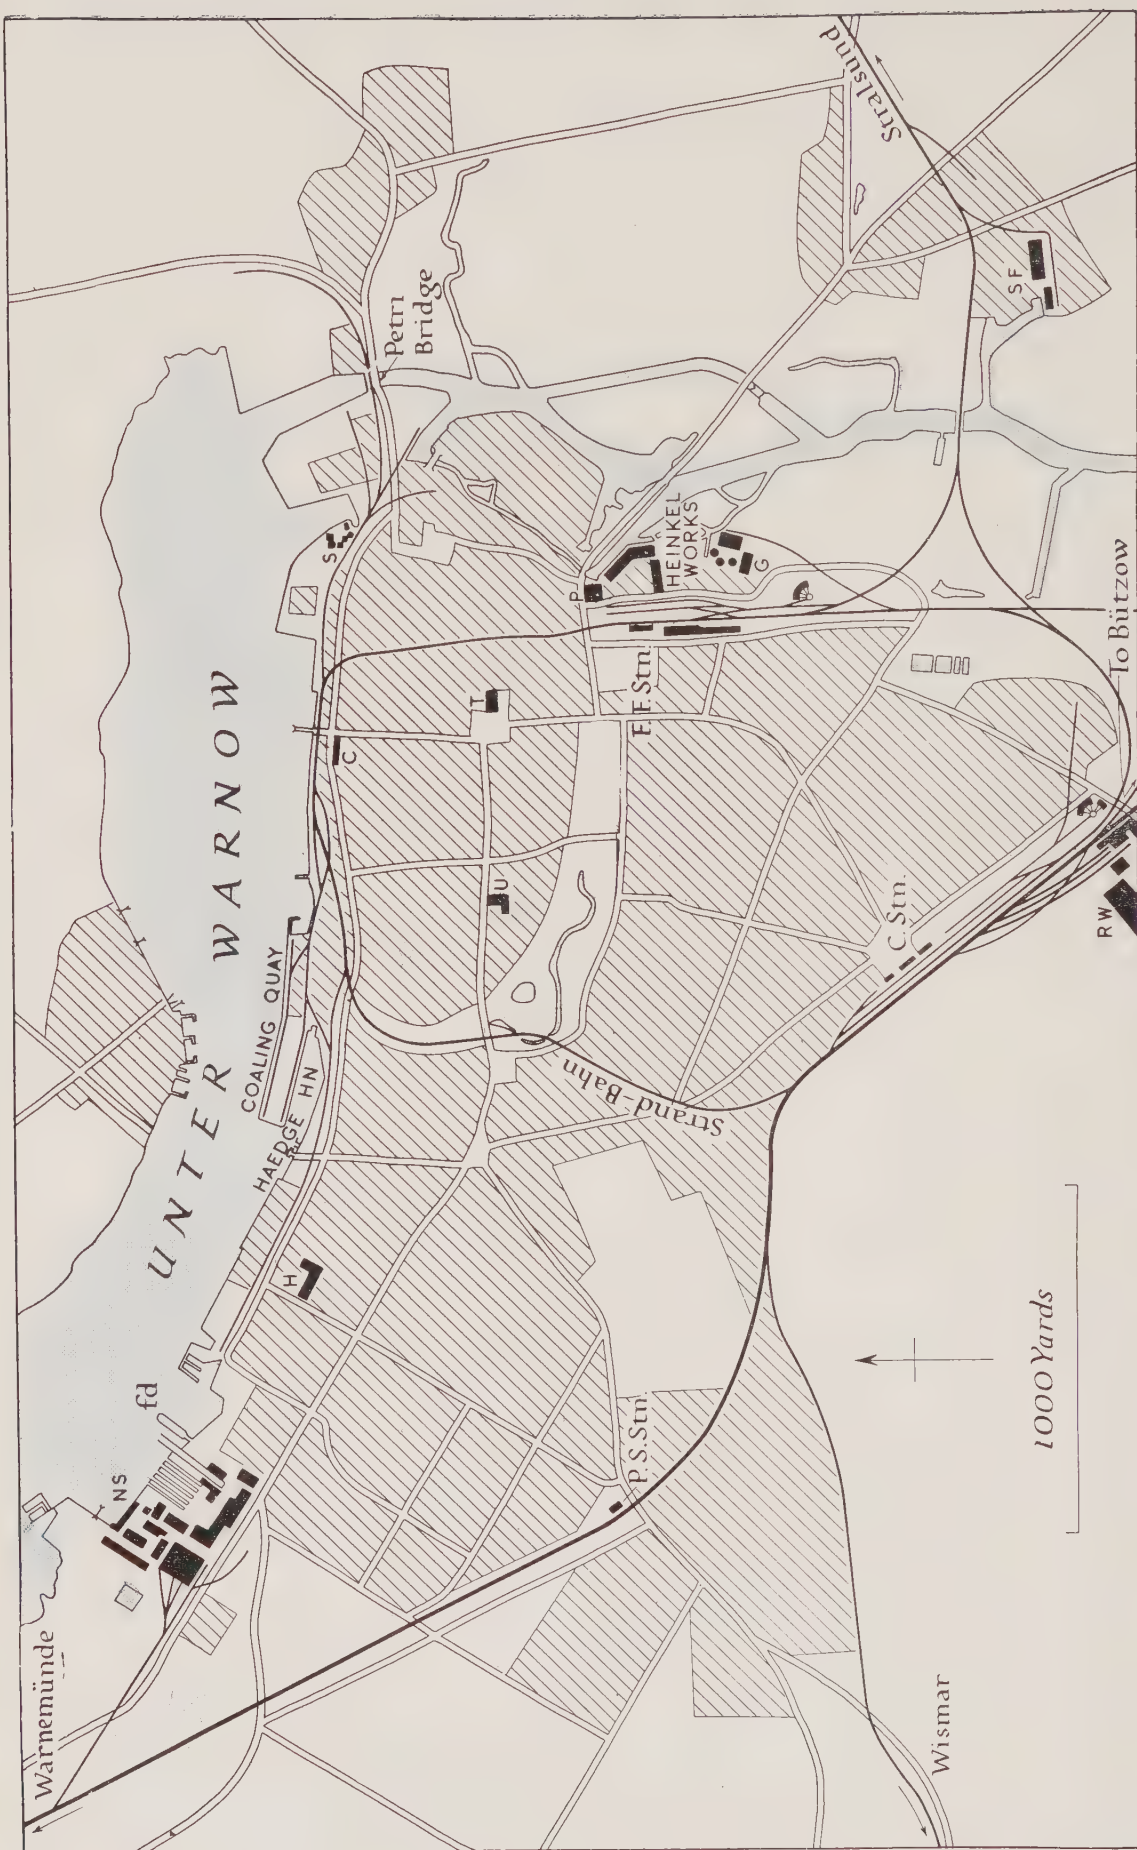 Warnemünde
NS
fd
UNTER WARNOW
H
HAEDGE HN
COALING QUAY
C
S
Petri
Bridge
Stralsund
T
U
P
HEINKEL
WORKS
G
F.F. Stn.
Strand-Bahn
C. Stn.
P.S. Stn.
SF
RW
To Bützow
Wismar
1000 Yards